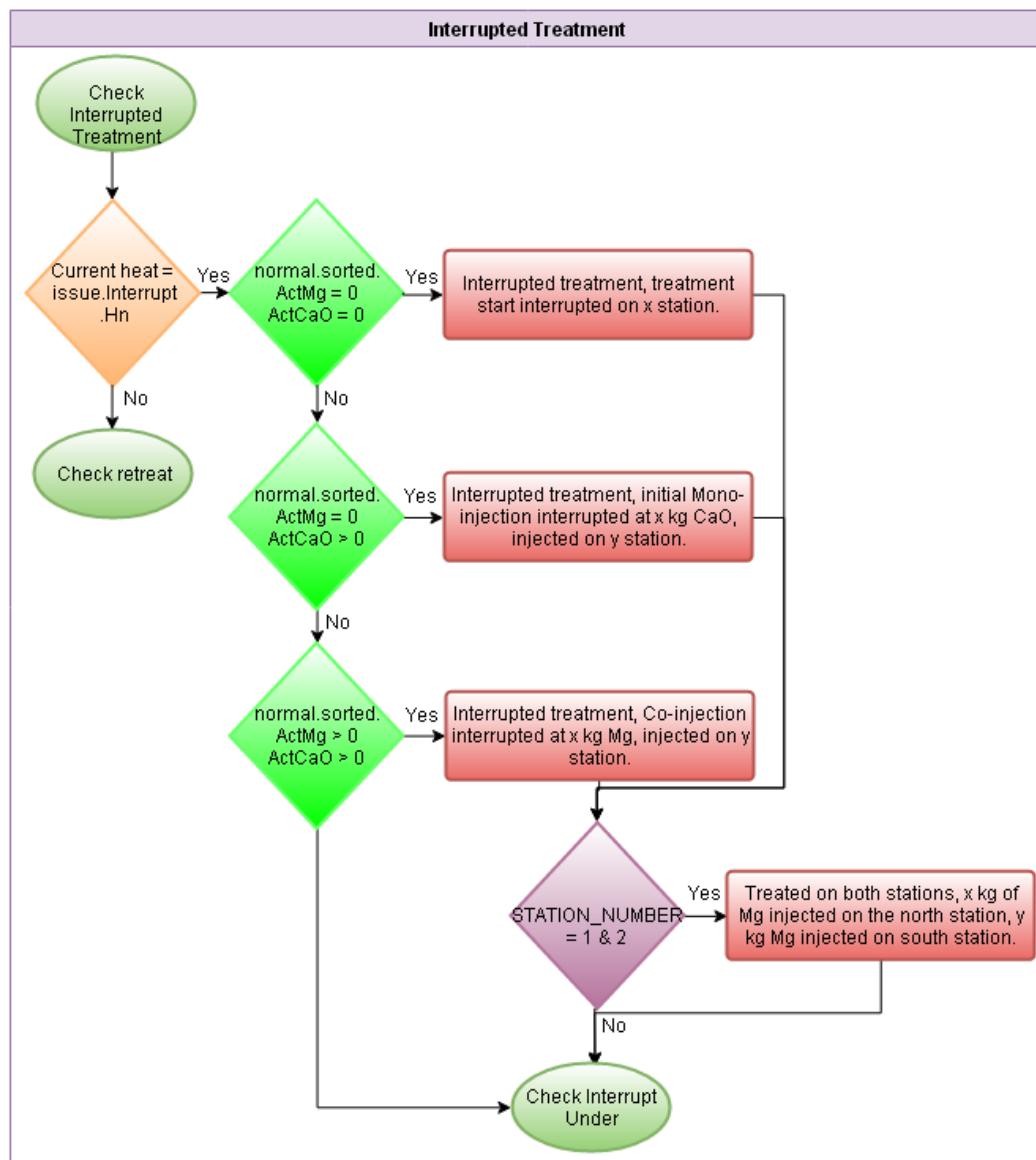 Interrupted Treatment
Check
Interrupted
Treatment
Current heat =
issue.Interrupt
.Hn
Yes
normal.sorted.
ActMg = 0
ActCaO = 0
Yes
Interrupted treatment, treatment
start interrupted on x station.
No
No
Check retreat
normal.sorted.
ActMg = 0
ActCaO > 0
Yes
Interrupted treatment, initial Mono-
injection interrupted at x kg CaO,
injected on y station.
No
normal.sorted.
ActMg > 0
ActCaO > 0
Yes
Interrupted treatment, Co-injection
interrupted at x kg Mg, injected on y
station.
STATION_NUMBER
= 1 & 2
Yes
Treated on both stations, x kg of
Mg injected on the north station, y
kg Mg injected on south station.
No
Check Interrupt
Under